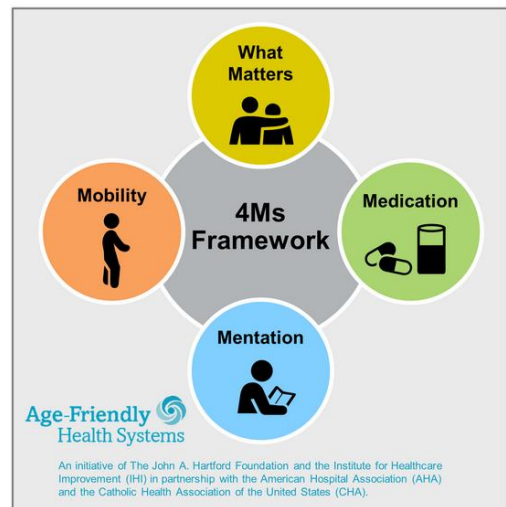 What
Matters
Mobility
4Ms
Framework
Medication
Mentation
Age-Friendly
Health Systems
An initiative of The John A. Hartford Foundation and the Institute for Healthcare
Improvement (IHI) in partnership with the American Hospital Association (AHA)
and the Catholic Health Association of the United States (CHA).